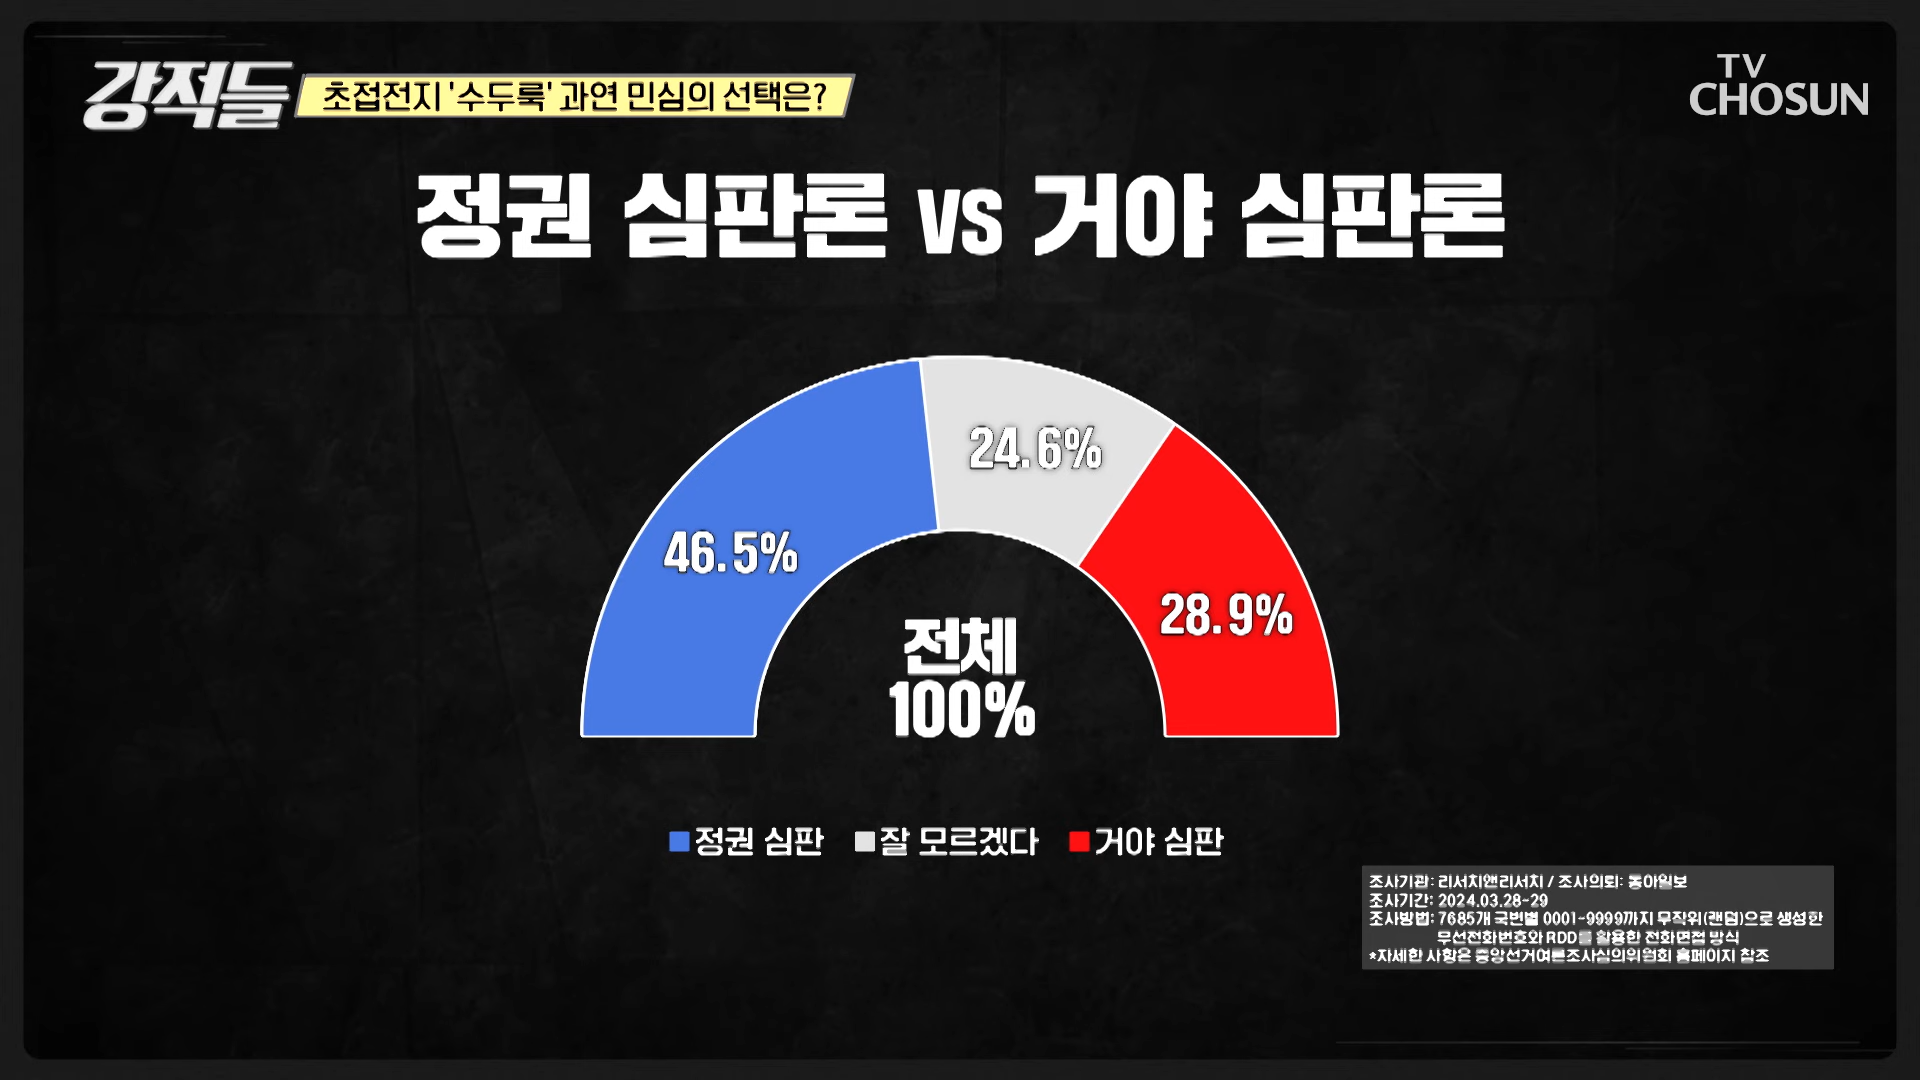 강적들
초접전지 '수두룩' 과연 민심의 선택은?
TV
CHOSUN
정권 심판론 VS 거야 심판론
46.5%
24.6%
28.9%
전체
100%
정권 심판
잘 모르겠다
거야 심판
조사기관: 리서치앤리서치 / 조사의뢰: 동아일보
조사기간: 2024.03.28-29
조사방법: 7685개 국번별 0001-9999까지 무작위(랜덤)으로 생성한
무선전화번호와 RDD를 활용한 전화면접 방식
*자세한 사항은 중앙선거여론조사심의위원회 홈페이지 참조